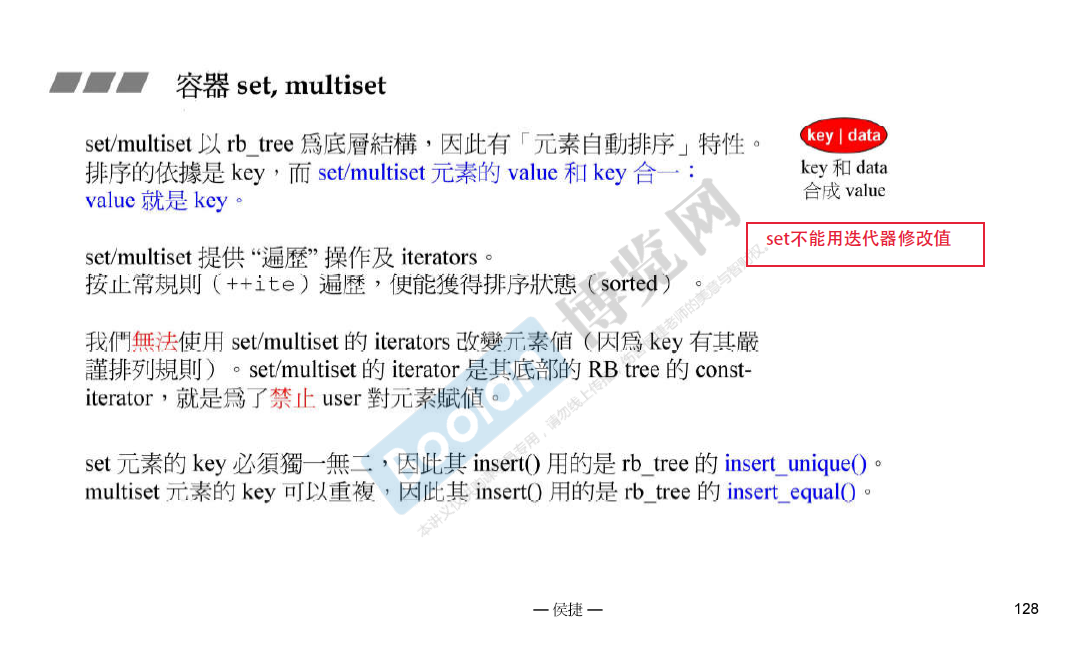 容器 set, multiset
set/multiset 以 rb_tree 爲底層結構，因此有「元素自動排序」特性。
排序的依據是 key，而 set/multiset 元素的 value 和 key 合一：
value 就是 key。
key | data
key 和 data
合成 value
set不能用迭代器修改值
set/multiset 提供 “遍歷” 操作及 iterators。
按正常規則（++ite）遍歷，便能獲得排序狀態（sorted）。
我們無法使用 set/multiset 的 iterators 改變元素值（因爲 key 有其嚴
謹排列規則）。set/multiset 的 iterator 是其底部的 RB tree 的 const-
iterator，就是爲了禁止 user 對元素賦值。
set 元素的 key 必須獨一無二，因此其 insert() 用的是 rb_tree 的 insert_unique()。
multiset 元素的 key 可以重複，因此其 insert() 用的是 rb_tree 的 insert_equal()。
Boolan 博览网
— 侯捷 —
128